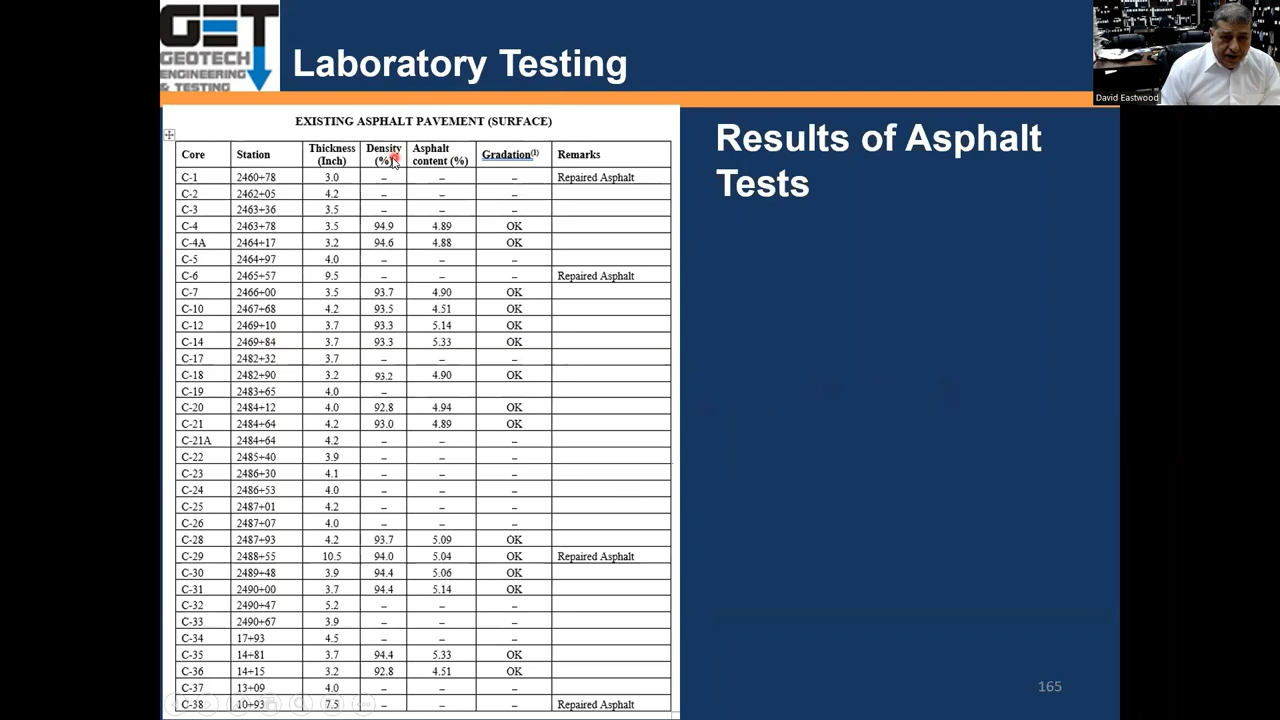 GET
GEOTECH
ENGINEERING
& TESTING
Laboratory Testing
David Eastwood
EXISTING ASPHALT PAVEMENT (SURFACE)
Core Station Thickness (Inch) Density (%) Asphalt content (%) Gradation(1) Remarks
C-1 2460+78 3.0 – – – Repaired Asphalt
C-2 2462+05 4.2 – – –
C-3 2463+36 3.5 – – –
C-4 2463+78 3.5 94.9 4.89 OK
C-4A 2464+17 3.2 94.6 4.88 OK
C-5 2464+97 4.0 – – –
C-6 2465+57 9.5 – – – Repaired Asphalt
C-7 2466+00 3.5 93.7 4.90 OK
C-10 2467+68 4.2 93.5 4.51 OK
C-12 2469+10 3.7 93.3 5.14 OK
C-14 2469+84 3.7 93.3 5.33 OK
C-17 2482+32 3.7 – – –
C-18 2482+90 3.2 93.2 4.90 OK
C-19 2483+65 4.0 –
C-20 2484+12 4.0 92.8 4.94 OK
C-21 2484+64 4.2 93.0 4.89 OK
C-21A 2484+64 4.2 – – –
C-22 2485+40 3.9 – – –
C-23 2486+30 4.1 – – –
C-24 2486+53 4.0 – – –
C-25 2487+01 4.2 – – –
C-26 2487+07 4.0 – – –
C-28 2487+93 4.2 93.7 5.09 OK
C-29 2488+55 10.5 94.0 5.04 OK Repaired Asphalt
C-30 2489+48 3.9 94.4 5.06 OK
C-31 2490+00 3.7 94.4 5.14 OK
C-32 2490+47 5.2 – – –
C-33 2490+67 3.9 – – –
C-34 17+93 4.5 – – –
C-35 14+81 3.7 94.4 5.33 OK
C-36 14+15 3.2 92.8 4.51 OK
C-37 13+09 4.0 – – –
C-38 10+93 7.5 – – – Repaired Asphalt
Results of Asphalt
Tests
165